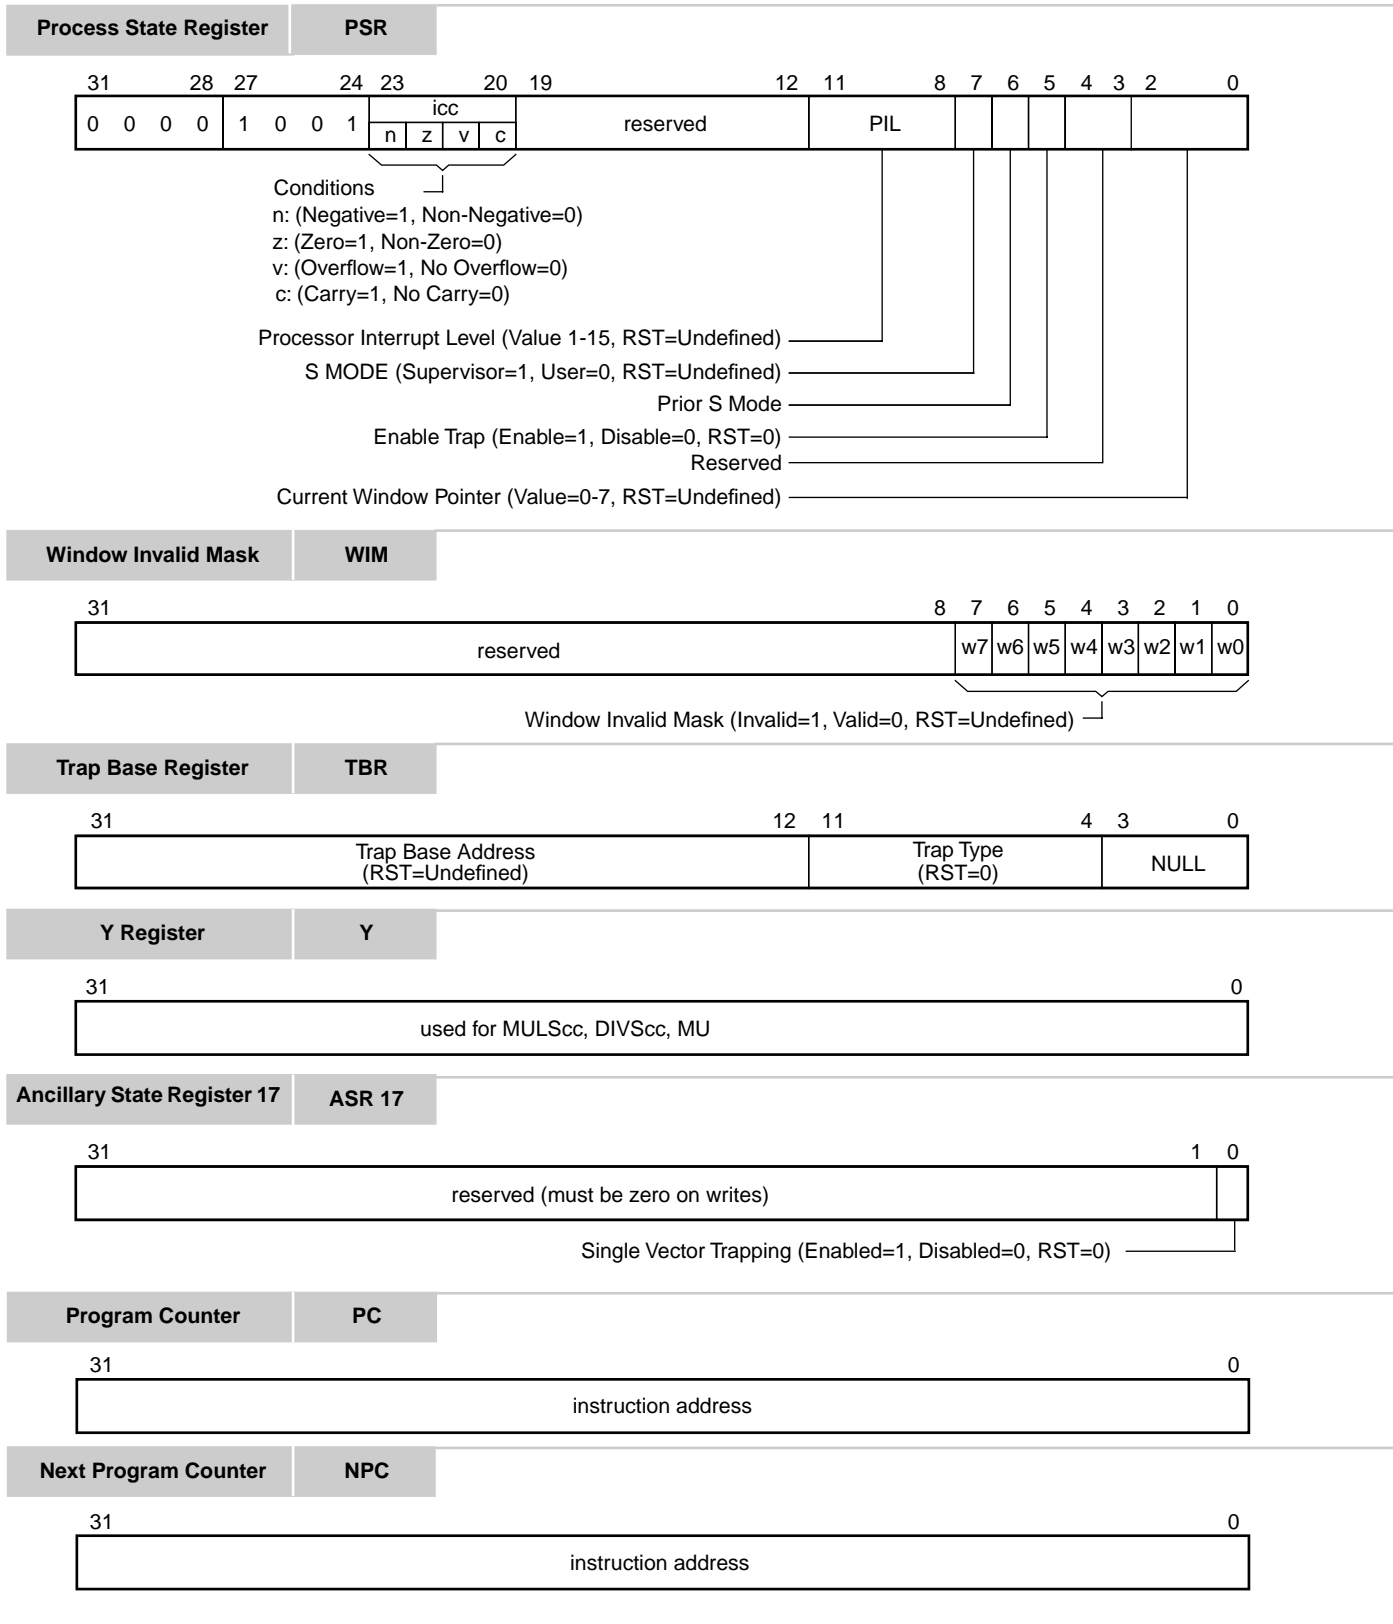 Process State Register PSR
31 28 27 24 23 20 19 12 11 8 7 6 5 4 3 2 0
0 0 0 0 1 0 0 1 icc reserved PIL
n z v c
Conditions
n: (Negative=1, Non-Negative=0)
z: (Zero=1, Non-Zero=0)
v: (Overflow=1, No Overflow=0)
c: (Carry=1, No Carry=0)
Processor Interrupt Level (Value 1-15, RST=Undefined)
S MODE (Supervisor=1, User=0, RST=Undefined)
Prior S Mode
Enable Trap (Enable=1, Disable=0, RST=0)
Reserved
Current Window Pointer (Value=0-7, RST=Undefined)
Window Invalid Mask WIM
31 8 7 6 5 4 3 2 1 0
reserved w7 w6 w5 w4 w3 w2 w1 w0
Window Invalid Mask (Invalid=1, Valid=0, RST=Undefined)
Trap Base Register TBR
31 12 11 4 3 0
Trap Base Address Trap Type NULL
(RST=Undefined) (RST=0)
Y Register Y
31 0
used for MULScc, DIVScc, MU
Ancillary State Register 17 ASR 17
31 1 0
reserved (must be zero on writes)
Single Vector Trapping (Enabled=1, Disabled=0, RST=0)
Program Counter PC
31 0
instruction address
Next Program Counter NPC
31 0
instruction address